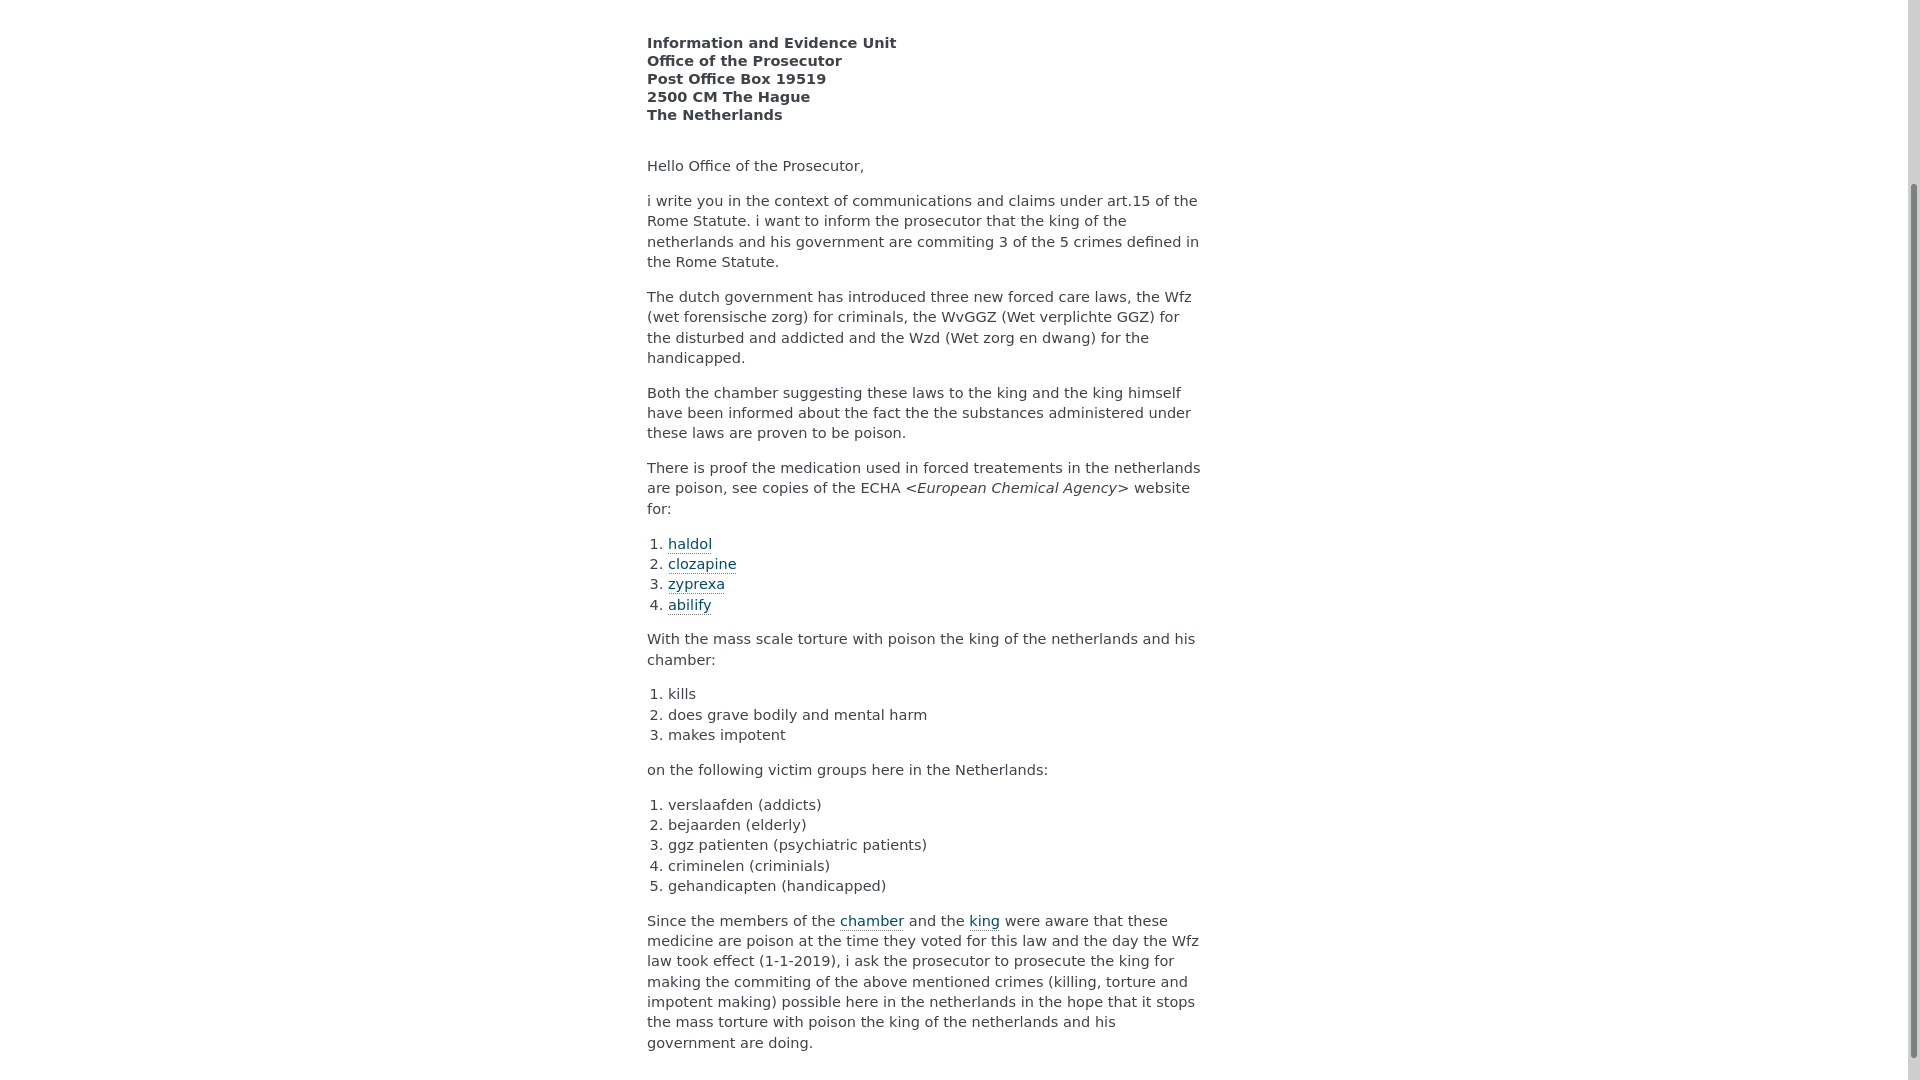 Information and Evidence Unit
Office of the Prosecutor
Post Office Box 19519
2500 CM The Hague
The Netherlands
Hello Office of the Prosecutor,
i write you in the context of communications and claims under art.15 of the
Rome Statute. i want to inform the prosecutor that the king of the
netherlands and his government are commiting 3 of the 5 crimes defined in
the Rome Statute.
The dutch government has introduced three new forced care laws, the Wfz
(wet forensische zorg) for criminals, the WvGGZ (Wet verplichte GGZ) for
the disturbed and addicted and the Wzd (Wet zorg en dwang) for the
handicapped.
Both the chamber suggesting these laws to the king and the king himself
have been informed about the fact the the substances administered under
these laws are proven to be poison.
There is proof the medication used in forced treatements in the netherlands
are poison, see copies of the ECHA <European Chemical Agency> website
for:
1. haldol
2. clozapine
3. zyprexa
4. abilify
With the mass scale torture with poison the king of the netherlands and his
chamber:
1. kills
2. does grave bodily and mental harm
3. makes impotent
on the following victim groups here in the Netherlands:
1. verslaafden (addicts)
2. bejaarden (elderly)
3. ggz patienten (psychiatric patients)
4. criminelen (criminials)
5. gehandicapten (handicapped)
Since the members of the chamber and the king were aware that these
medicine are poison at the time they voted for this law and the day the Wfz
law took effect (1-1-2019), i ask the prosecutor to prosecute the king for
making the commiting of the above mentioned crimes (killing, torture and
impotent making) possible here in the netherlands in the hope that it stops
the mass torture with poison the king of the netherlands and his
government are doing.